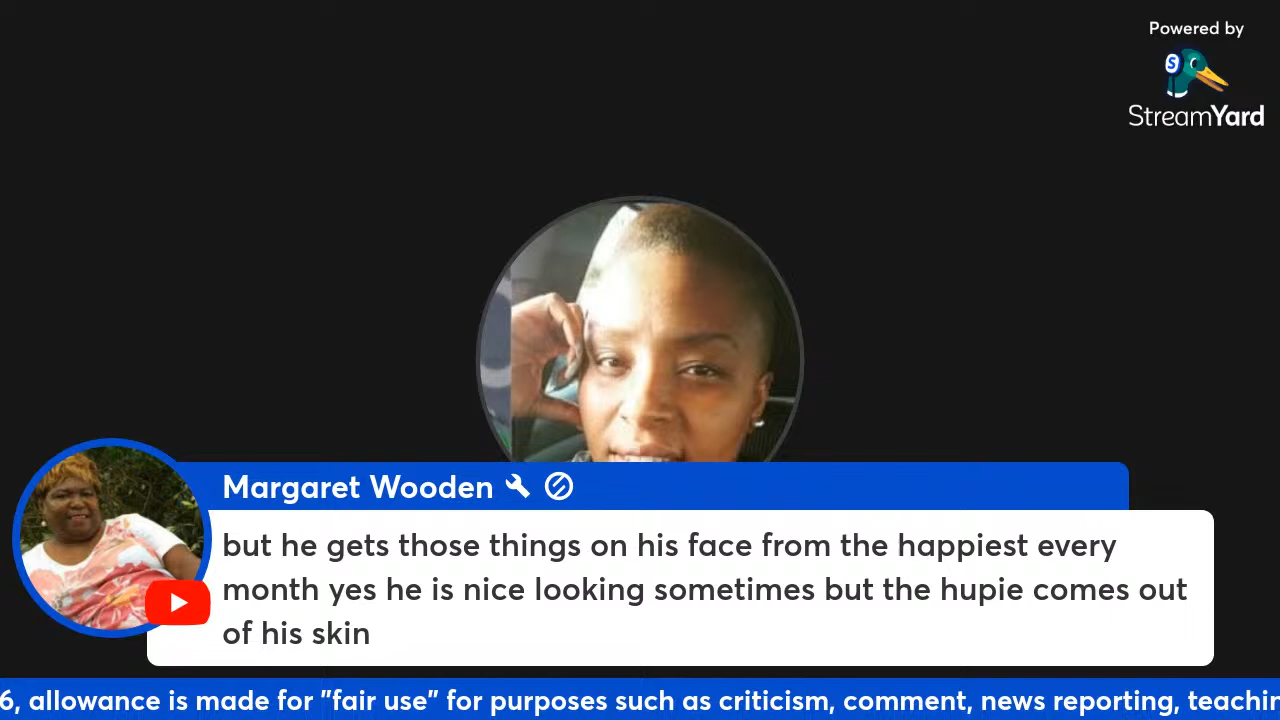 Powered by
StreamYard
Margaret Wooden
but he gets those things on his face from the happiest every
month yes he is nice looking sometimes but the hupie comes out
of his skin
6, allowance is made for "fair use" for purposes such as criticism, comment, news reporting, teachin